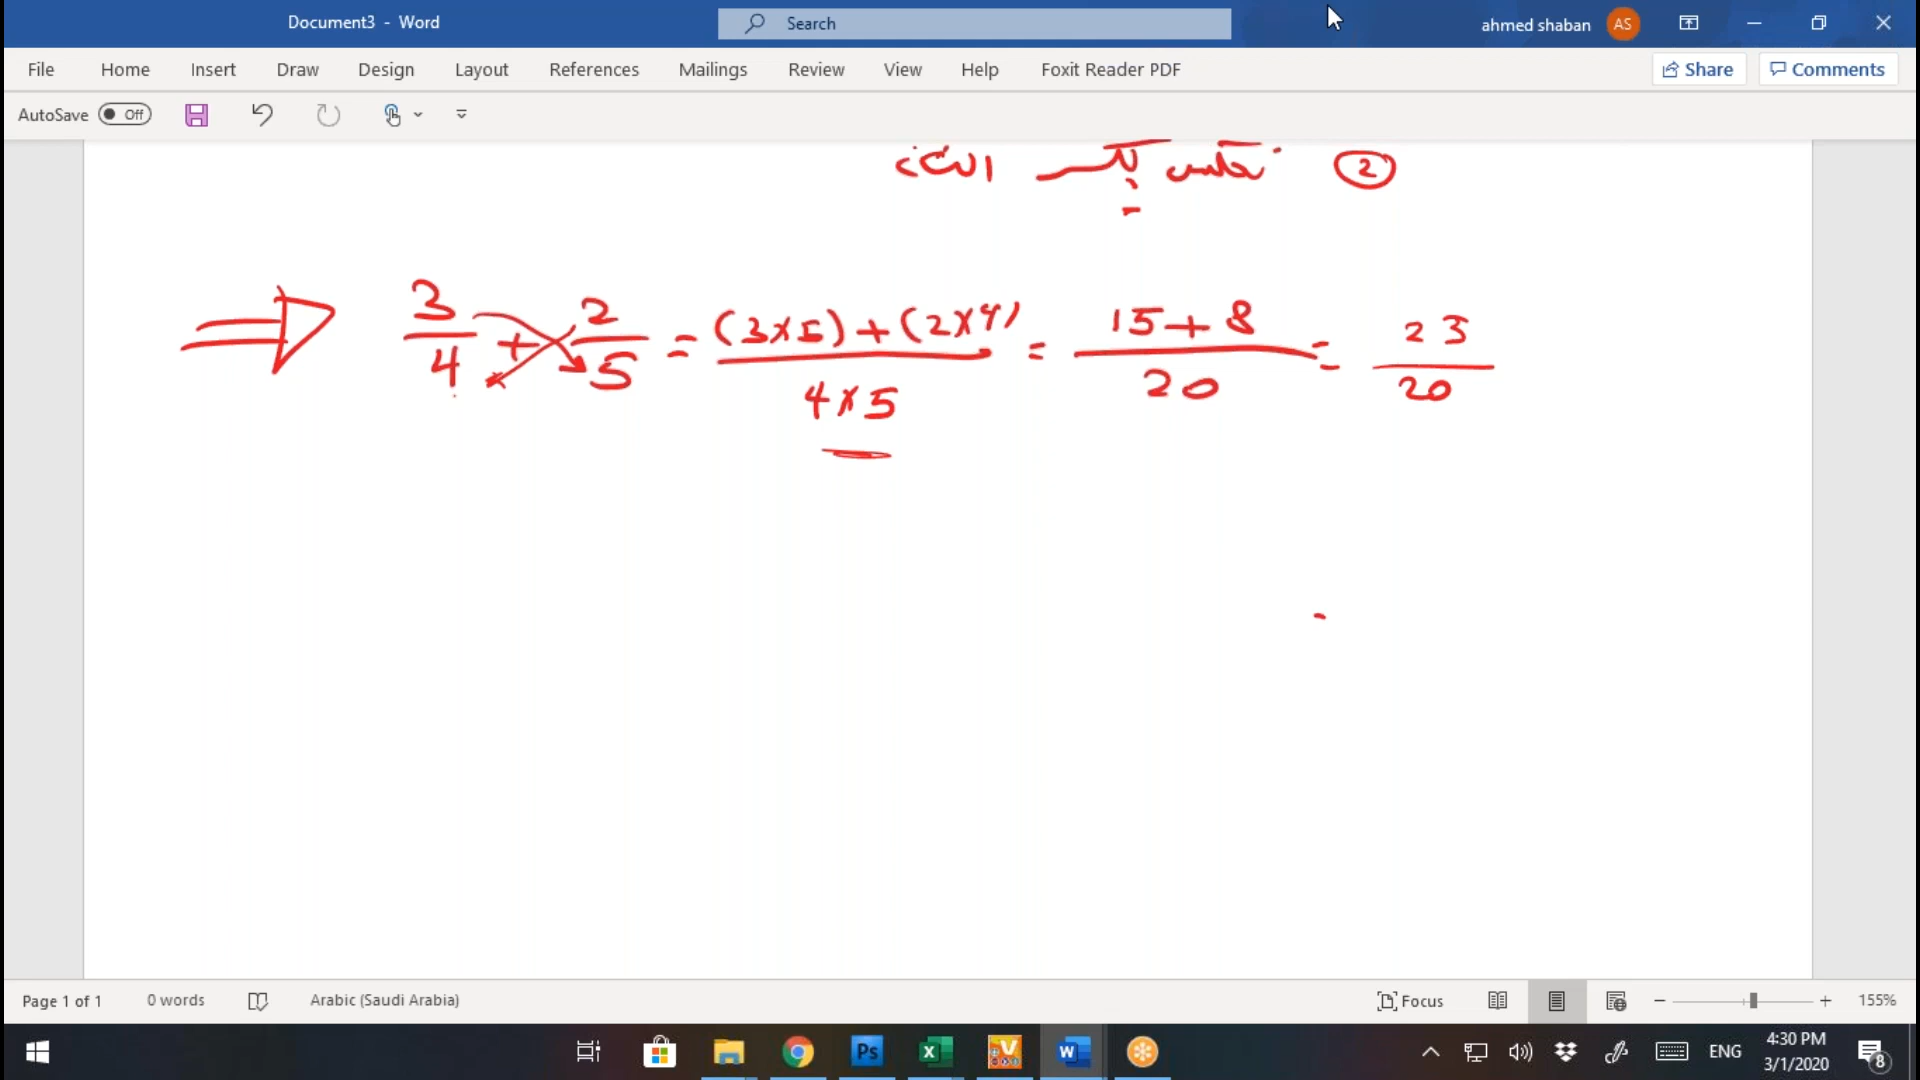 Document3 - Word
Search
ahmed shaban AS
File Home Insert Draw Design Layout References Mailings Review View Help Foxit Reader PDF
Share Comments
AutoSave Off
2
3/4 + 2/5 = (3×5)+(2×4)/4×5 = 15+8/20 = 23/20
Page 1 of 1 0 words Arabic (Saudi Arabia) Focus 155%
Ps
ENG
4:30 PM
3/1/2020
8